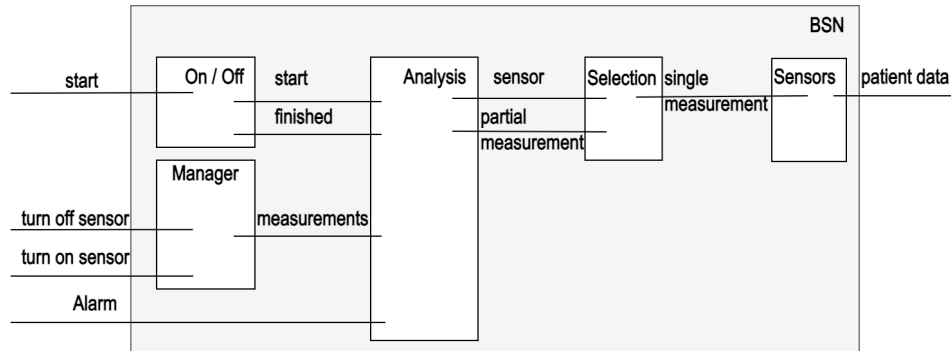 BSN
start
On / Off
start
Analysis
sensor
Selection
single
measurement
Sensors
patient data
finished
partial
measurement
Manager
turn off sensor
measurements
turn on sensor
Alarm